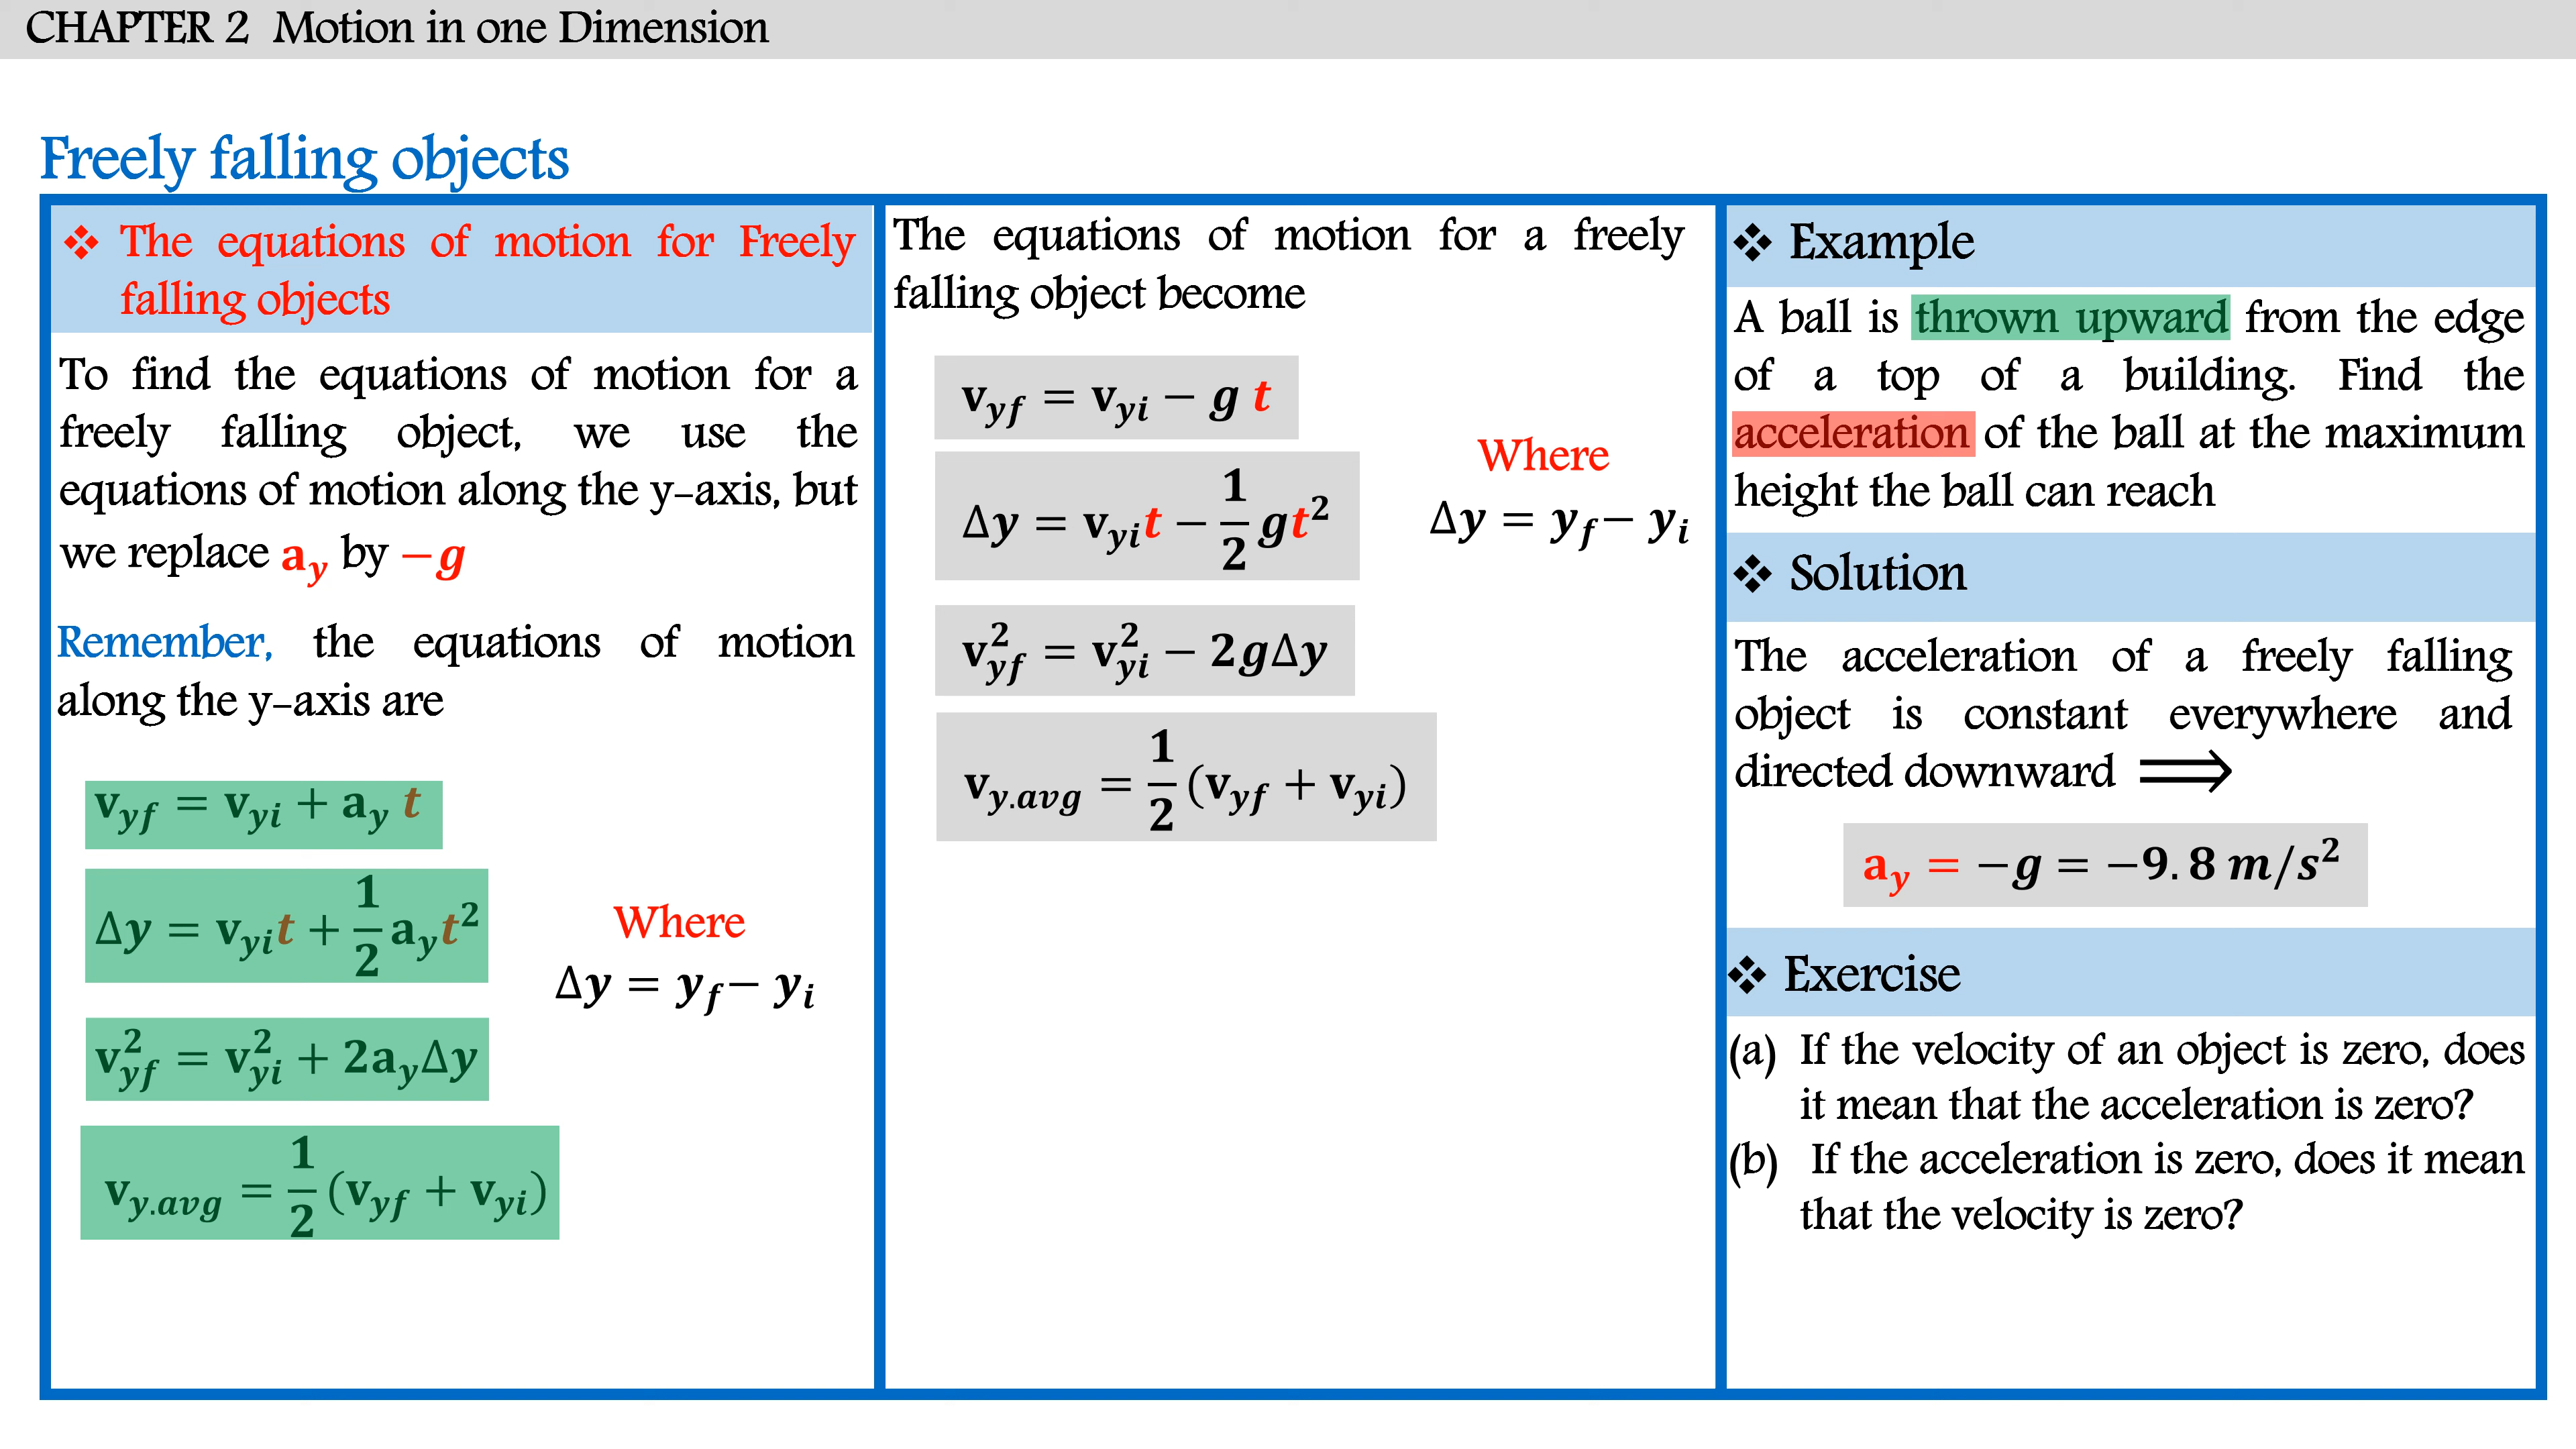 CHAPTER 2 Motion in one Dimension
Freely falling objects
❖ The equations of motion for Freely
falling objects
To find the equations of motion for a
freely falling object, we use the
equations of motion along the y-axis, but
we replace a_y by −g
Remember, the equations of motion
along the y-axis are
v_yf = v_yi + a_y t
Δy = v_yi t + 1/2 a_y t²
Where
Δy = y_f − y_i
v²_yf = v²_yi + 2a_yΔy
v_y.avg = 1/2 (v_yf + v_yi)
The equations of motion for a freely
falling object become
v_yf = v_yi − g t
Δy = v_yi t − 1/2 gt²
Where
Δy = y_f − y_i
v²_yf = v²_yi − 2gΔy
v_y.avg = 1/2 (v_yf + v_yi)
❖ Example
A ball is thrown upward from the edge
of a top of a building. Find the
acceleration of the ball at the maximum
height the ball can reach
❖ Solution
The acceleration of a freely falling
object is constant everywhere and
directed downward ⟹
a_y = −g = −9.8 m/s²
❖ Exercise
(a) If the velocity of an object is zero, does
it mean that the acceleration is zero?
(b) If the acceleration is zero, does it mean
that the velocity is zero?